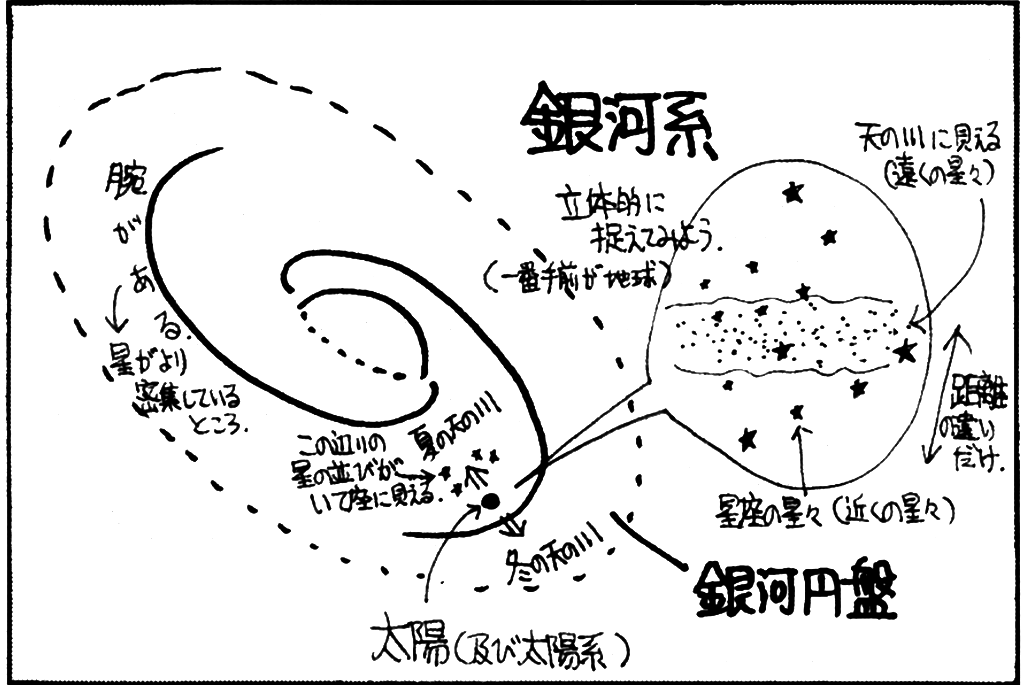 銀河系
天の川に見える
(遠くの星々)
立体的に
捉えてみよう.
(一番手前が地球)
腕がある.
星がより
密集している
ところ.
夏の天の川
この辺りの
星の並びが
いて座に見える.
距離
の違い
だけ.
星座の星々(近くの星々)
冬の天の川
銀河円盤
太陽(及び太陽系)